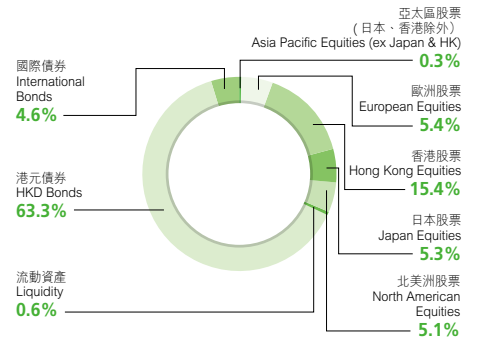 亞太區股票
(日本、香港除外)
Asia Pacific Equities (ex Japan & HK)
0.3%
歐洲股票
European Equities
5.4%
香港股票
Hong Kong Equities
15.4%
日本股票
Japan Equities
5.3%
北美洲股票
North American
Equities
5.1%
國際債券
International
Bonds
4.6%
港元債券
HKD Bonds
63.3%
流動資產
Liquidity
0.6%